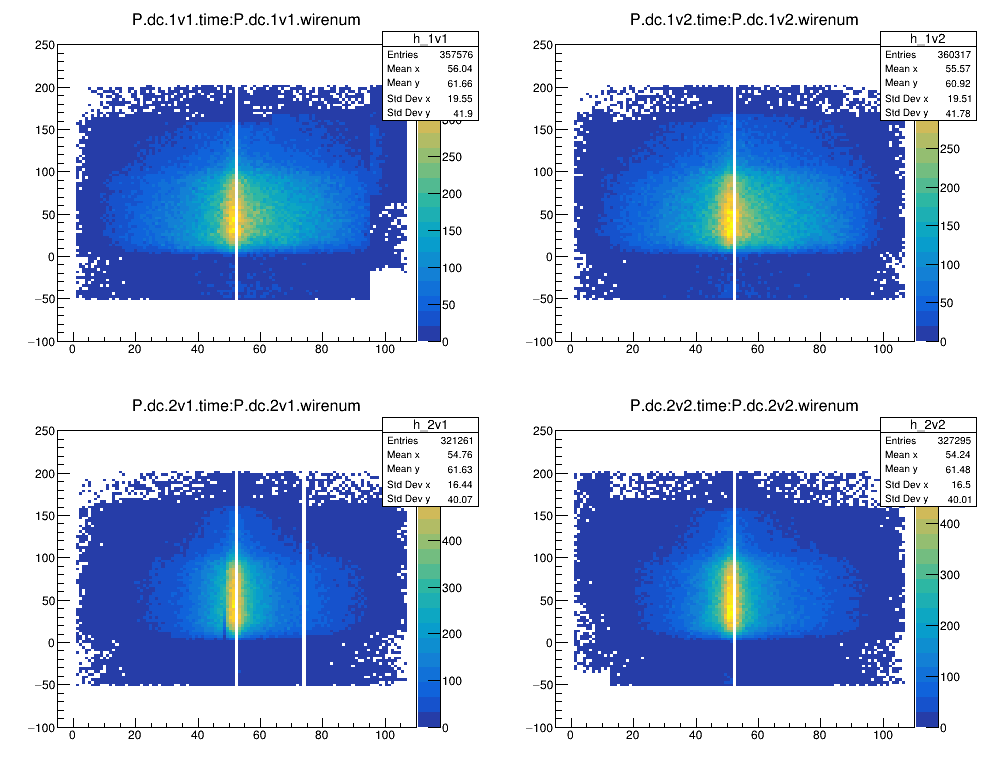 P.dc.1v1.time:P.dc.1v1.wirenum
h_1v1
Entries 357576
Mean x 56.04
Mean y 61.66
Std Dev x 19.55
Std Dev y 41.9
250
200
150
100
50
0
−50
−100
0 20 40 60 80 100
300
250
200
150
100
50
0
P.dc.1v2.time:P.dc.1v2.wirenum
h_1v2
Entries 360317
Mean x 55.57
Mean y 60.92
Std Dev x 19.51
Std Dev y 41.78
250
200
150
100
50
0
−50
−100
0 20 40 60 80 100
250
200
150
100
50
0
P.dc.2v1.time:P.dc.2v1.wirenum
h_2v1
Entries 321261
Mean x 54.76
Mean y 61.63
Std Dev x 16.44
Std Dev y 40.07
250
200
150
100
50
0
−50
−100
0 20 40 60 80 100
400
300
200
100
0
P.dc.2v2.time:P.dc.2v2.wirenum
h_2v2
Entries 327295
Mean x 54.24
Mean y 61.48
Std Dev x 16.5
Std Dev y 40.01
250
200
150
100
50
0
−50
−100
0 20 40 60 80 100
400
300
200
100
0